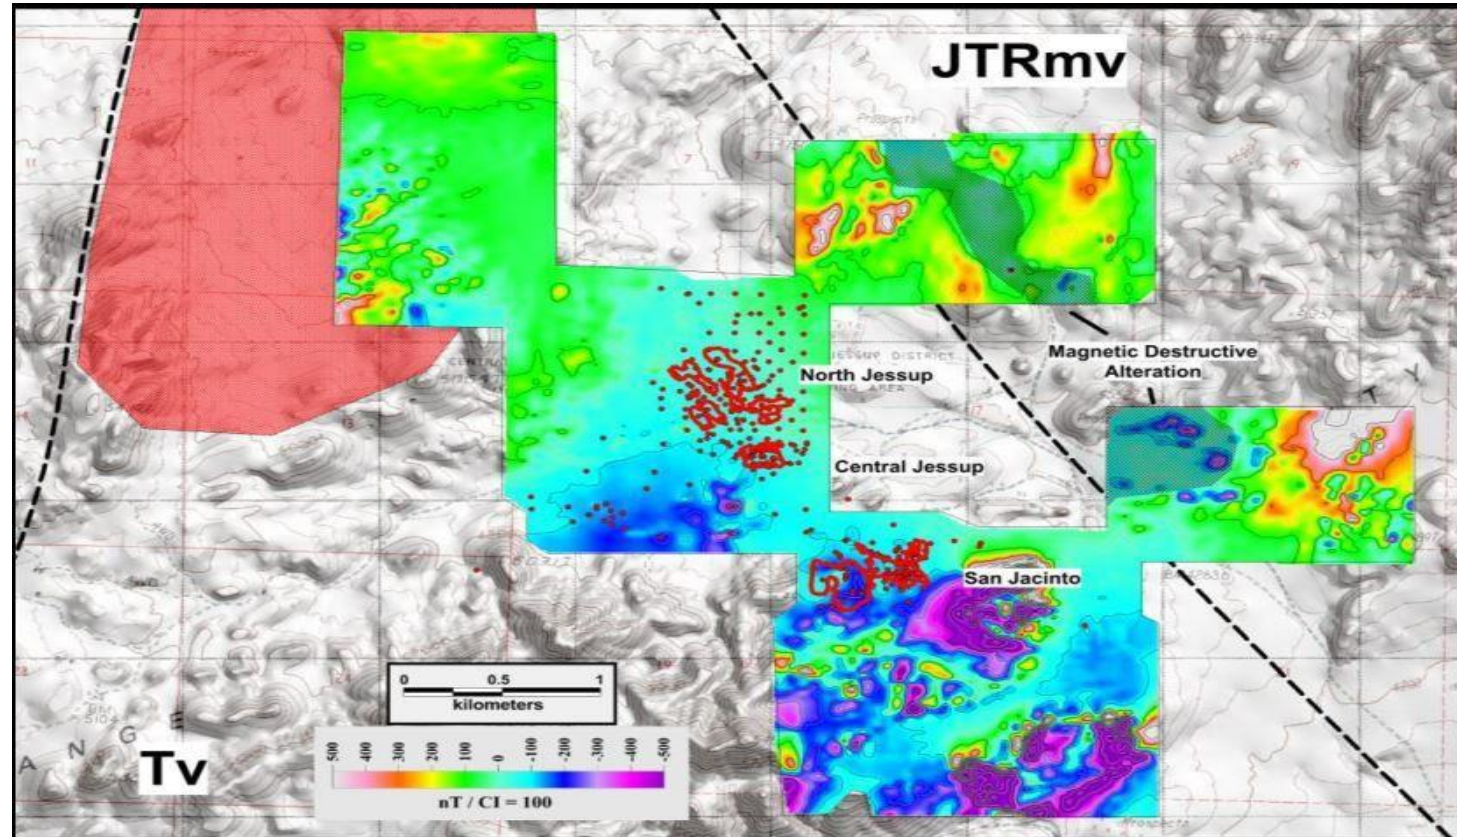 JTRmv
Prospects
North Jessup
Magnetic Destructive
Alteration
Central Jessup
San Jacinto
0 0.5 1
kilometers
500 400 300 200 100 0 -100 -200 -300 -400 -500
nT / CI = 100
Tv
A N G E